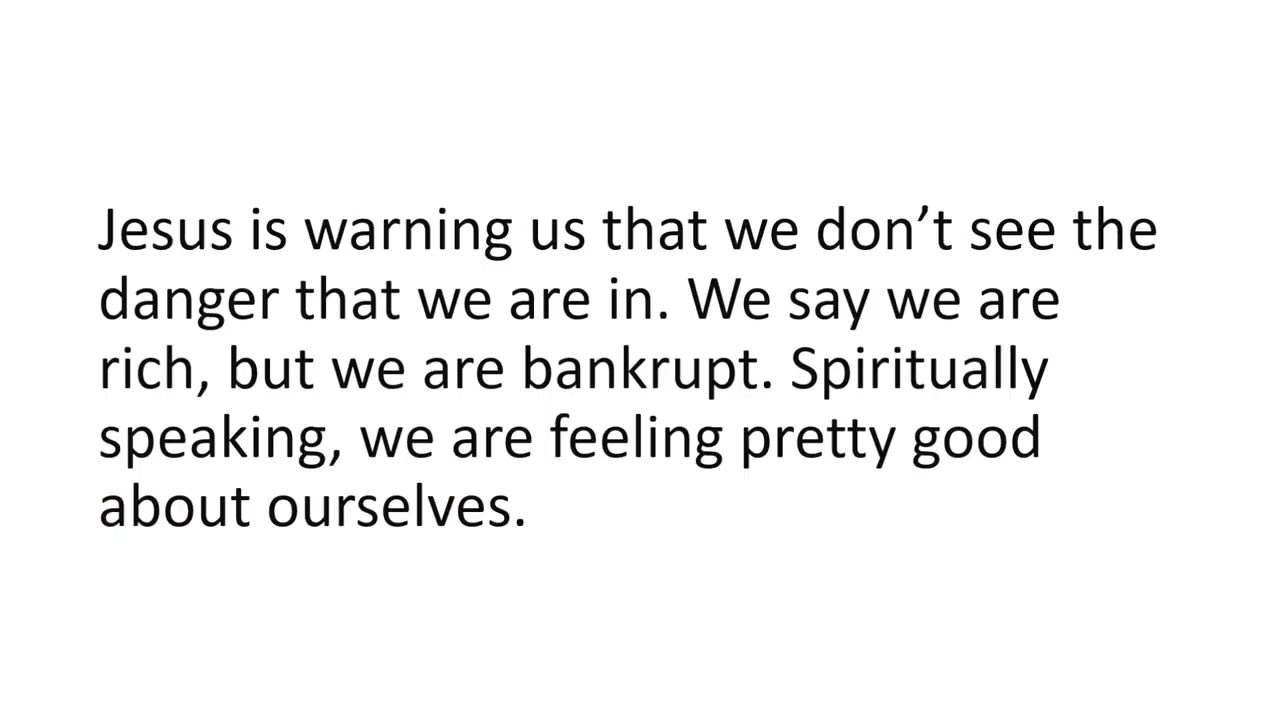 Jesus is warning us that we don’t see the
danger that we are in. We say we are
rich, but we are bankrupt. Spiritually
speaking, we are feeling pretty good
about ourselves.